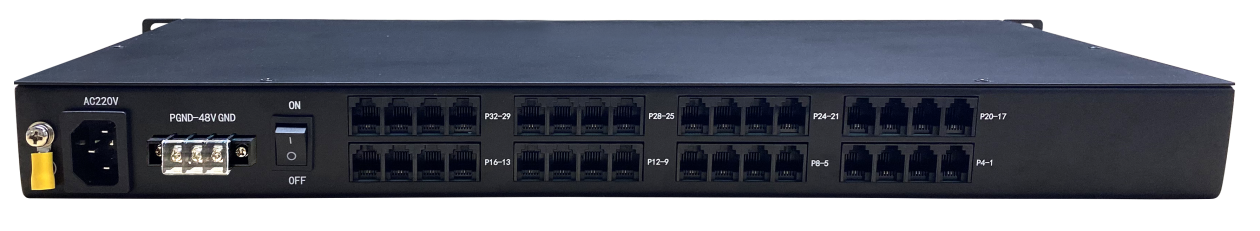 AC220V
PGND-48V GND
ON
OFF
P32-29
P28-25
P24-21
P20-17
P16-13
P12-9
P8-5
P4-1